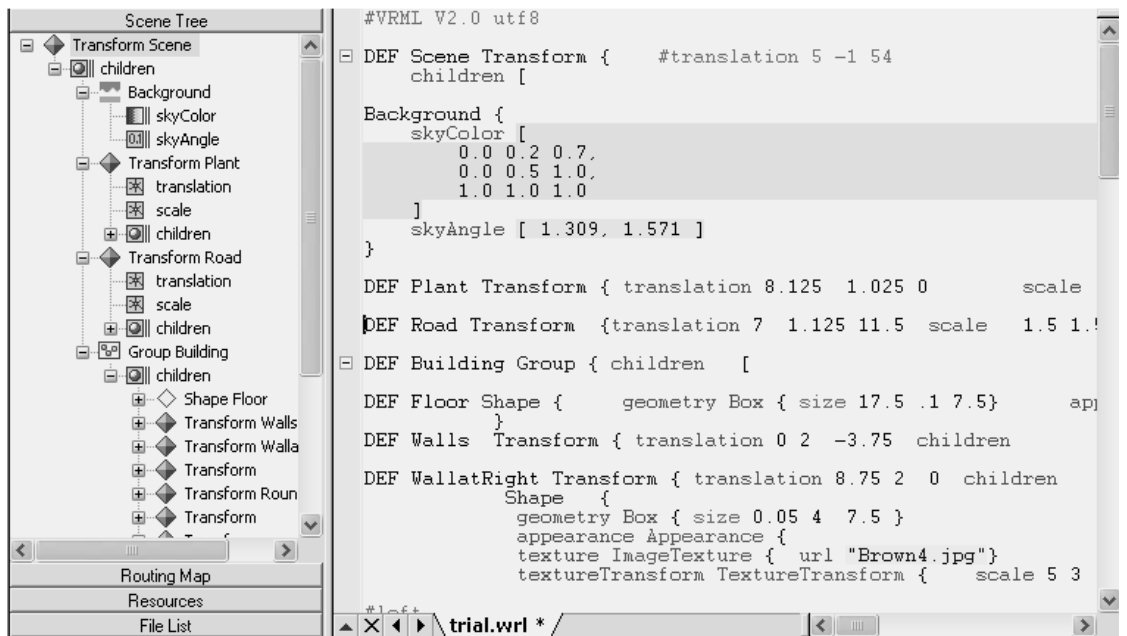 Scene Tree
Transform Scene
children
Background
skyColor
skyAngle
Transform Plant
translation
scale
children
Transform Road
translation
scale
children
Group Building
children
Shape Floor
Transform Walls
Transform Walla
Transform
Transform Roun
Transform
Routing Map
Resources
File List
#VRML V2.0 utf8
DEF Scene Transform { #translation 5 -1 54
children [
Background {
skyColor [
0.0 0.2 0.7,
0.0 0.5 1.0,
1.0 1.0 1.0
]
skyAngle [ 1.309, 1.571 ]
}
DEF Plant Transform { translation 8.125 1.025 0 scale
DEF Road Transform {translation 7 1.125 11.5 scale 1.5 1.5
DEF Building Group { children [
DEF Floor Shape { geometry Box { size 17.5 .1 7.5} app
}
DEF Walls Transform { translation 0 2 -3.75 children
DEF WallatRight Transform { translation 8.75 2 0 children
Shape {
geometry Box { size 0.05 4 7.5 }
appearance Appearance {
texture ImageTexture { url "Brown4.jpg"}
textureTransform TextureTransform { scale 5 3
#left
trial.wrl *